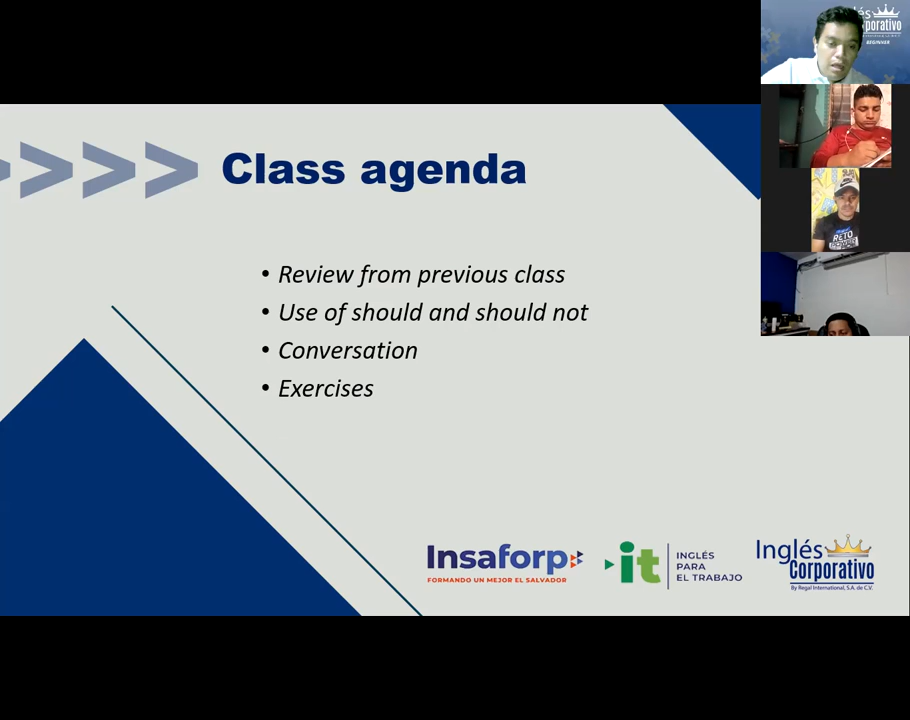 >>>> Class agenda
• Review from previous class
• Use of should and should not
• Conversation
• Exercises
Insaforp
FORMANDO UN MEJOR EL SALVADOR
it
INGLÉS
PARA
EL TRABAJO
Inglés
Corporativo
By Regal International, S.A. de C.V.
BEGINNER
RETO